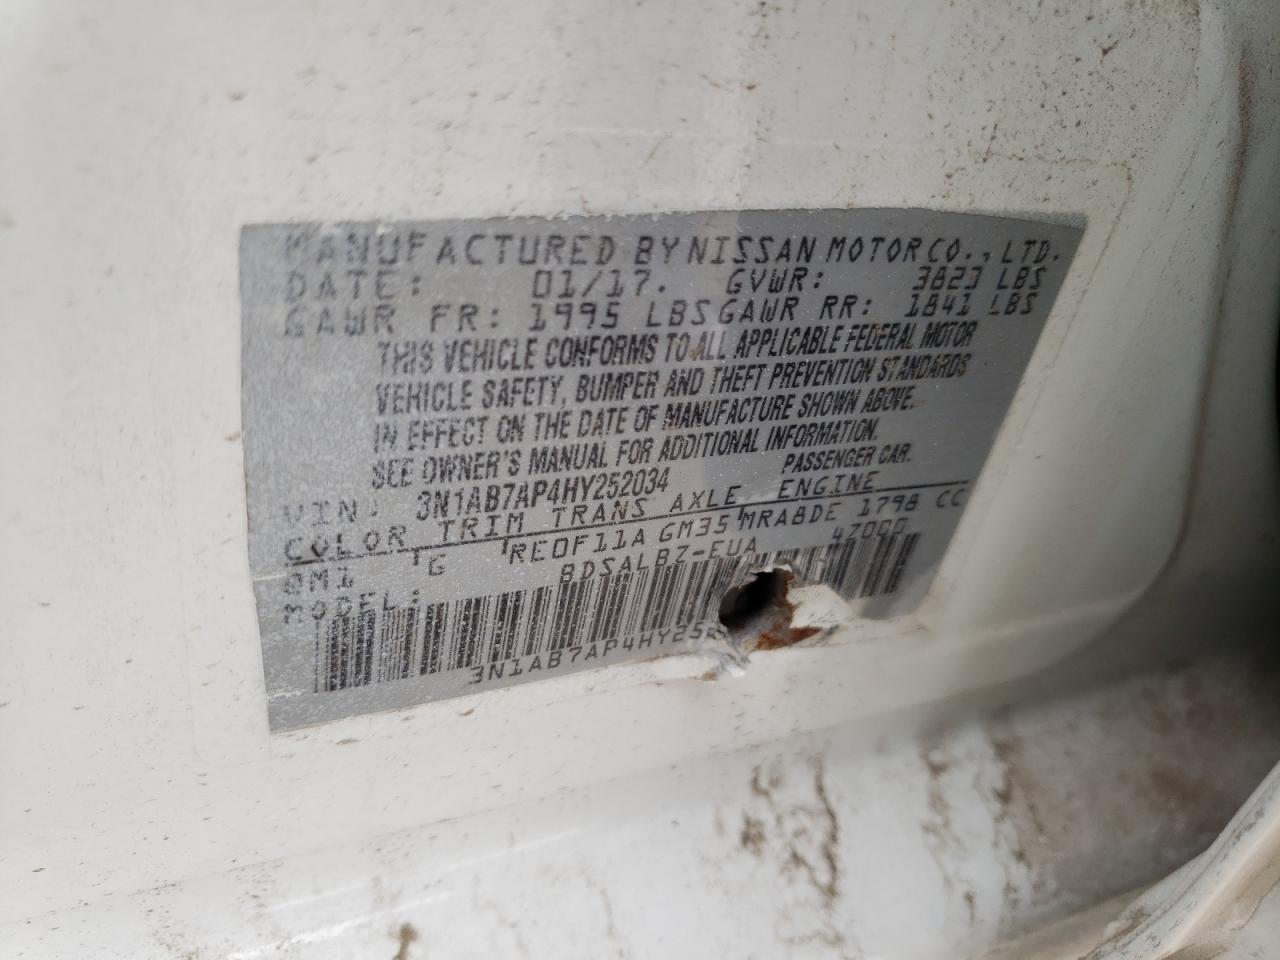 MANUFACTURED BY NISSAN MOTOR CO., LTD.
DATE: 01/17. GVWR: 3823 LBS
GAWR FR: 1995 LBS GAWR RR: 1841 LBS
THIS VEHICLE CONFORMS TO ALL APPLICABLE FEDERAL MOTOR
VEHICLE SAFETY, BUMPER AND THEFT PREVENTION STANDARDS
IN EFFECT ON THE DATE OF MANUFACTURE SHOWN ABOVE.
SEE OWNER'S MANUAL FOR ADDITIONAL INFORMATION.
VIN: 3N1AB7AP4HY252034 PASSENGER CAR.
COLOR TRIM TRANS AXLE ENGINE
QM1 G RE0F11A GM35 MRA8DE 1798 CC
MODEL: BDSALBZ-EUA 4Z000
3N1AB7AP4HY25